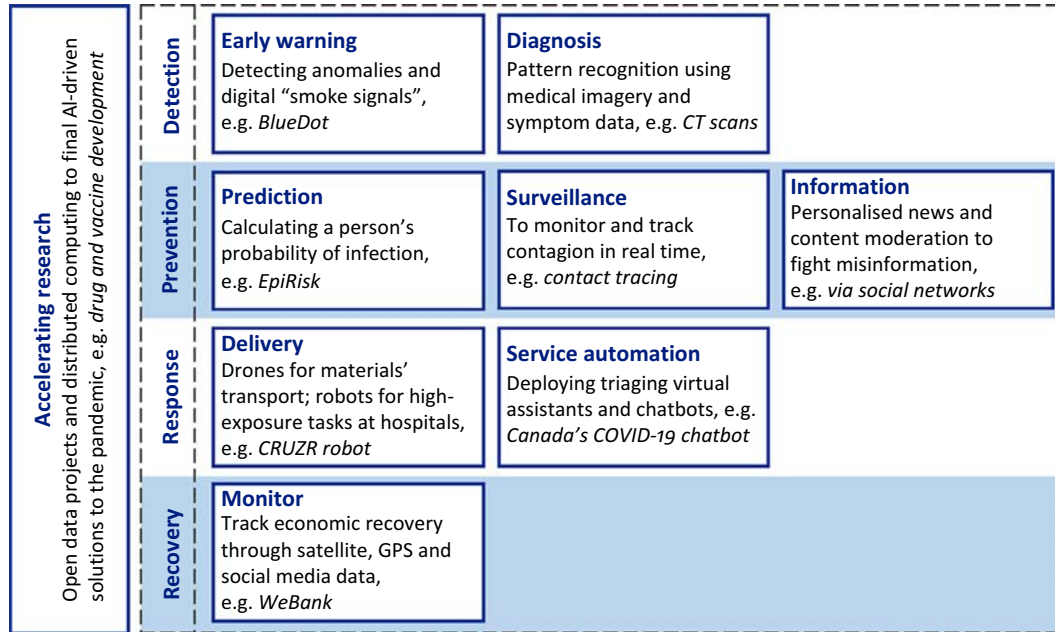 Accelerating research
Open data projects and distributed computing to final AI-driven
solutions to the pandemic, e.g. drug and vaccine development
Detection
Early warning
Detecting anomalies and
digital “smoke signals”,
e.g. BlueDot
Diagnosis
Pattern recognition using
medical imagery and
symptom data, e.g. CT scans
Prevention
Prediction
Calculating a person’s
probability of infection,
e.g. EpiRisk
Surveillance
To monitor and track
contagion in real time,
e.g. contact tracing
Information
Personalised news and
content moderation to
fight misinformation,
e.g. via social networks
Response
Delivery
Drones for materials’
transport; robots for high-
exposure tasks at hospitals,
e.g. CRUZR robot
Service automation
Deploying triaging virtual
assistants and chatbots, e.g.
Canada’s COVID-19 chatbot
Recovery
Monitor
Track economic recovery
through satellite, GPS and
social media data,
e.g. WeBank